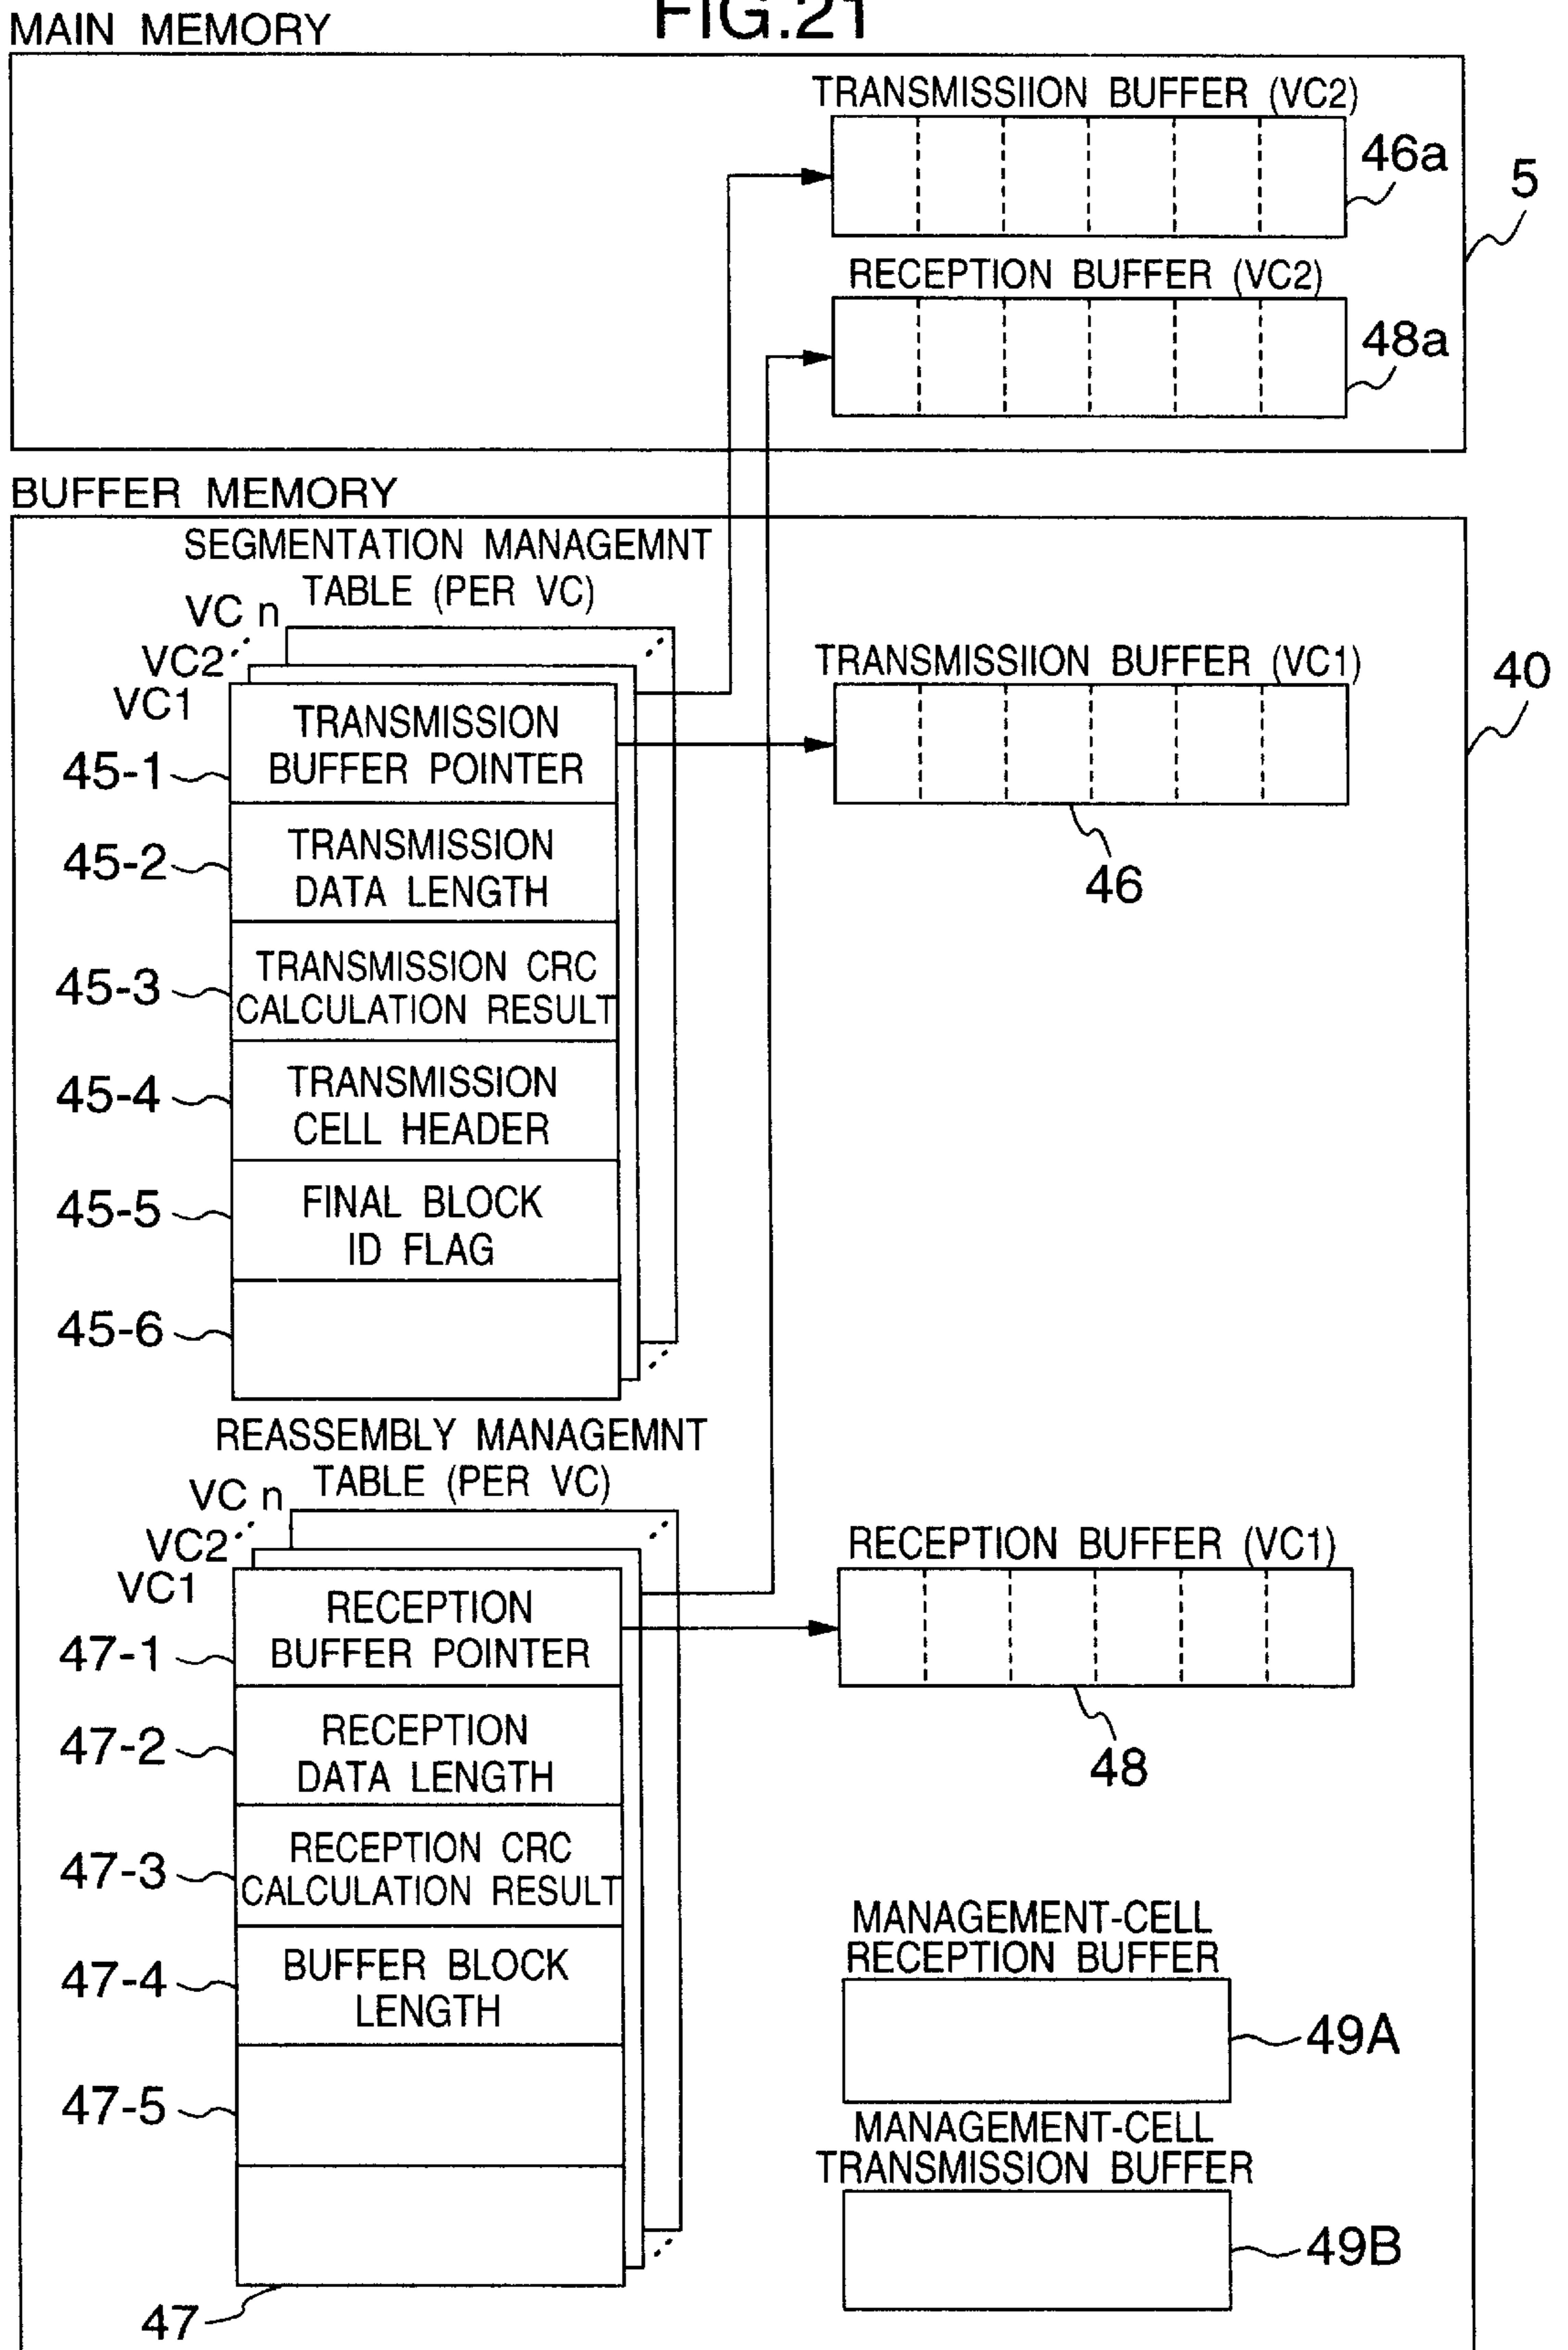 FIG.21
MAIN MEMORY
TRANSMISSIION BUFFER (VC2)
46a
5
RECEPTION BUFFER (VC2)
48a
BUFFER MEMORY
SEGMENTATION MANAGEMNT
TABLE (PER VC)
VC n
VC2
VC1
TRANSMISSIION BUFFER (VC1)
40
45-1
TRANSMISSION
BUFFER POINTER
46
45-2
TRANSMISSION
DATA LENGTH
45-3
TRANSMISSION CRC
CALCULATION RESULT
45-4
TRANSMISSION
CELL HEADER
45-5
FINAL BLOCK
ID FLAG
45-6
REASSEMBLY MANAGEMNT
TABLE (PER VC)
VC n
VC2
VC1
RECEPTION BUFFER (VC1)
47-1
RECEPTION
BUFFER POINTER
48
47-2
RECEPTION
DATA LENGTH
47-3
RECEPTION CRC
CALCULATION RESULT
47-4
BUFFER BLOCK
LENGTH
47-5
47
MANAGEMENT-CELL
RECEPTION BUFFER
49A
MANAGEMENT-CELL
TRANSMISSION BUFFER
49B